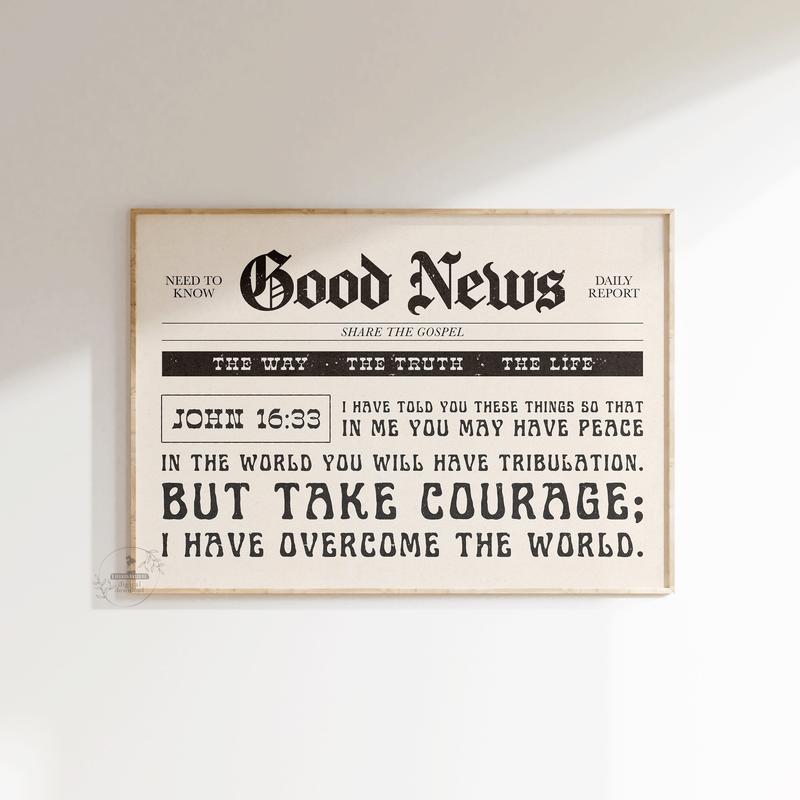 NEED TO KNOW
Good News
DAILY REPORT
SHARE THE GOSPEL
THE WAY · THE TRUTH · THE LIFE
JOHN 16:33
I HAVE TOLD YOU THESE THINGS SO THAT
IN ME YOU MAY HAVE PEACE
IN THE WORLD YOU WILL HAVE TRIBULATION.
BUT TAKE COURAGE;
I HAVE OVERCOME THE WORLD.
digital
download